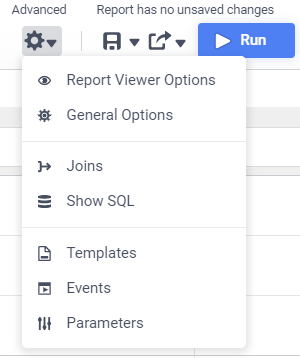 Advanced Report has no unsaved changes
Run
Report Viewer Options
General Options
Joins
Show SQL
Templates
Events
Parameters